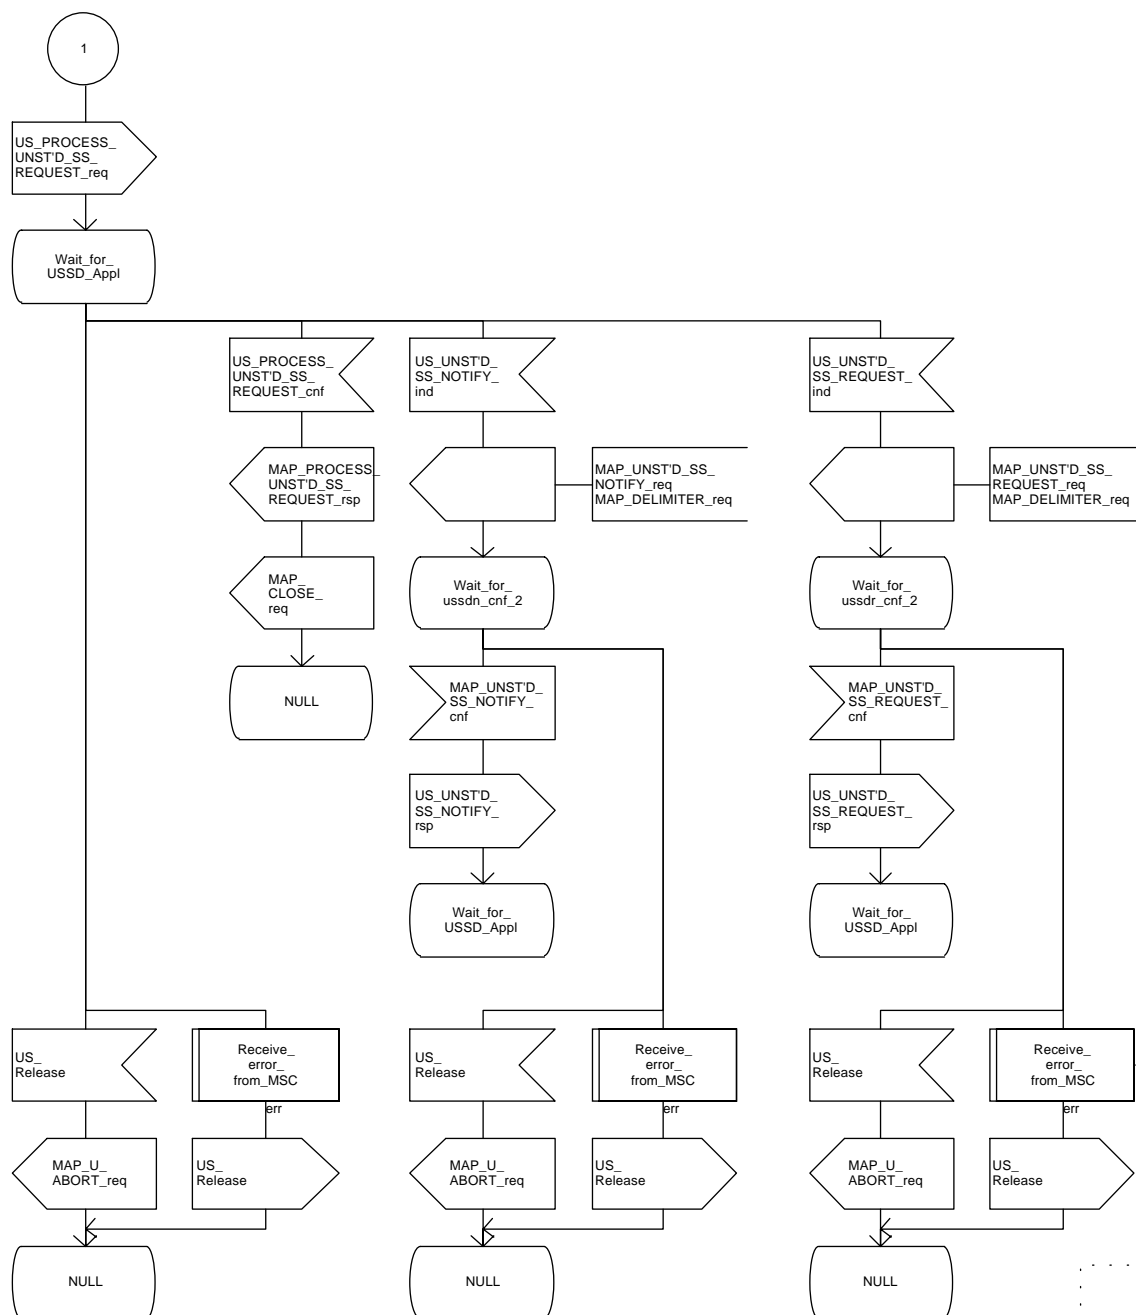 1
US_PROCESS_
UNST'D_SS_
REQUEST_req
Wait_for_
USSD_Appl
US_PROCESS_
UNST'D_SS_
REQUEST_cnf
US_UNST'D_
SS_NOTIFY_
ind
US_UNST'D_
SS_REQUEST_
ind
MAP_PROCESS_
UNST'D_SS_
REQUEST_rsp
MAP_UNST'D_SS_
NOTIFY_req
MAP_DELIMITER_req
MAP_UNST'D_SS_
REQUEST_req
MAP_DELIMITER_req
MAP_
CLOSE_
req
Wait_for_
ussdn_cnf_2
Wait_for_
ussdr_cnf_2
NULL
MAP_UNST'D_
SS_NOTIFY_
cnf
MAP_UNST'D_
SS_REQUEST_
cnf
US_UNST'D_
SS_NOTIFY_
rsp
US_UNST'D_
SS_REQUEST_
rsp
Wait_for_
USSD_Appl
Wait_for_
USSD_Appl
US_
Release
Receive_
error_
from_MSC
err
US_
Release
Receive_
error_
from_MSC
err
US_
Release
Receive_
error_
from_MSC
err
MAP_U_
ABORT_req
US_
Release
MAP_U_
ABORT_req
US_
Release
MAP_U_
ABORT_req
US_
Release
NULL
NULL
NULL